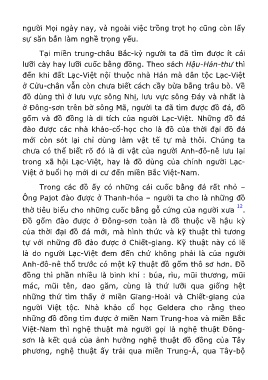 người Mọi ngày nay, và ngoài việc trồng trọt họ cũng còn lấy
sự săn bắn làm nghề trọng yếu.
Tại miền trung-châu Bắc-kỳ người ta đã tìm được ít cái
lưỡi cày hay lưỡi cuốc bằng đồng. Theo sách Hậu-Hán-thư thì
đến khi đất Lạc-Việt nội thuộc nhà Hán mà dân tộc Lạc-Việt
ở Cửu-chân vẫn còn chưa biết cách cày bừa bằng trâu bò. Về
đồ dùng thì ở lưu vực sông Nhị, lưu vực sông Đáy và nhất là
ở Đông-sơn trên bờ sông Mã, người ta đã tìm được đồ đá, đồ
gốm và đồ đồng là di tích của người Lạc-Việt. Những đồ đá
đào được các nhà khảo-cổ-học cho là đồ của thời đại đồ đá
mới còn sót lại chỉ dùng làm vật tế tự mà thôi. Chúng ta
chưa có thể biết rõ đó là di vật của người Anh-đô-nê lưu lại
trong xã hội Lạc-Việt, hay là đồ dùng của chính người Lạc-
Việt ở buổi họ mới di cư đến miền Bắc Việt-Nam.
Trong các đồ ấy có những cái cuốc bằng đá rất nhỏ –
Ông Pajot đào được ở Thanh-hóa – người ta cho là những đồ
thờ tiêu biểu cho những cuốc bằng gỗ cứng của người xưa 12.
Đồ gốm đào được ở Đông-sơn toàn là đồ thuộc về hậu kỳ
của thời đại đồ đá mới, mà hình thức và kỹ thuật thì tương
tự với những đồ đào được ở Chiết-giang. Kỹ thuật này có lẽ
là do người Lạc-Việt đem đến chứ không phải là của người
Anh-đô-nê thổ trước có một kỹ thuật đồ gốm thô sơ hơn. Đồ
đồng thì phần nhiều là binh khí : búa, rìu, mũi thương, mũi
mác, mũi tên, dao găm, cùng là thứ lưỡi qua giống hệt
những thứ tìm thấy ở miền Giang-Hoài và Chiết-giang của
người Việt tộc. Nhà khảo cổ học Geldera cho rằng theo
những đồ đồng tìm được ở miền Nam Trung-hoa và miền Bắc
Việt-Nam thì nghệ thuật mà người gọi là nghệ thuật Đông-
sơn là kết quả của ảnh hưởng nghệ thuật đồ đồng của Tây
phương, nghệ thuật ấy trải qua miền Trung-Á, qua Tây-bộ